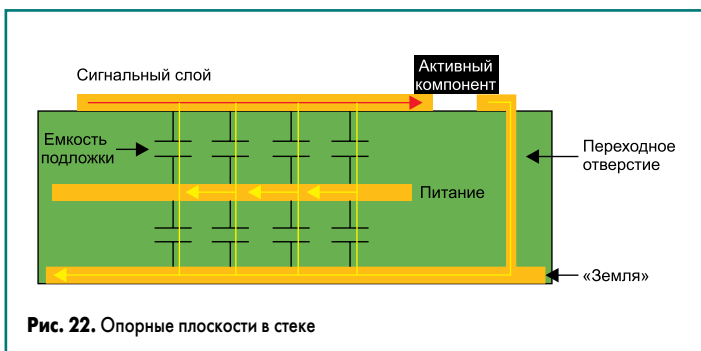 Сигнальный слой
Активный
компонент
Емкость
подложки
Переходное
отверстие
Питание
«Земля»
Рис. 22. Опорные плоскости в стеке